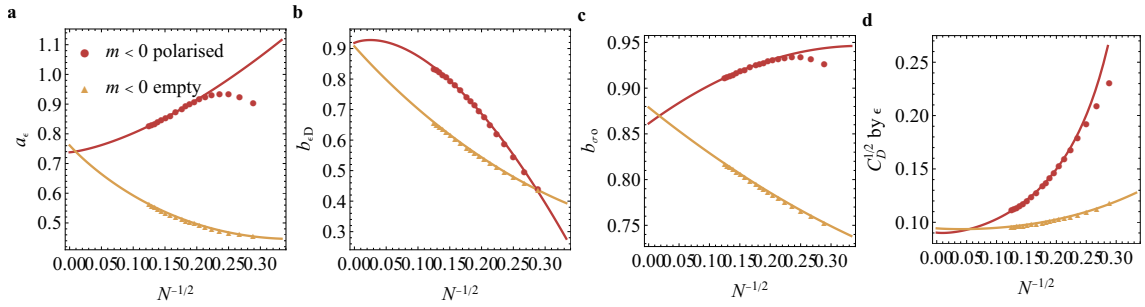 a
1.1
1.0
0.9
0.8
0.7
0.6
0.5
0.00 0.05 0.10 0.15 0.20 0.25 0.30
a_ϵ
N^{-1/2}
m < 0 polarised
m < 0 empty
b
0.9
0.8
0.7
0.6
0.5
0.4
0.3
0.00 0.05 0.10 0.15 0.20 0.25 0.30
b_{ϵD}
N^{-1/2}
c
0.95
0.90
0.85
0.80
0.75
0.00 0.05 0.10 0.15 0.20 0.25 0.30
N^{-1/2}
d
0.25
0.20
0.15
0.10
0.00 0.05 0.10 0.15 0.20 0.25 0.30
C_D^{1/2} by ϵ
N^{-1/2}